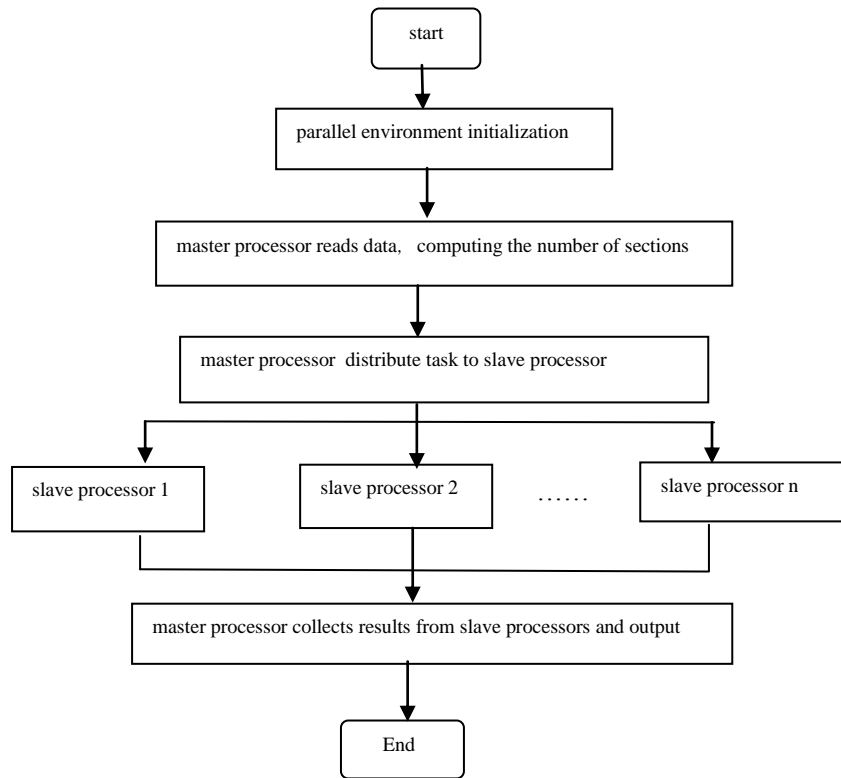 start
parallel environment initialization
master processor reads data, computing the number of sections
master processor distribute task to slave processor
slave processor 1
slave processor 2
……
slave processor n
master processor collects results from slave processors and output
End